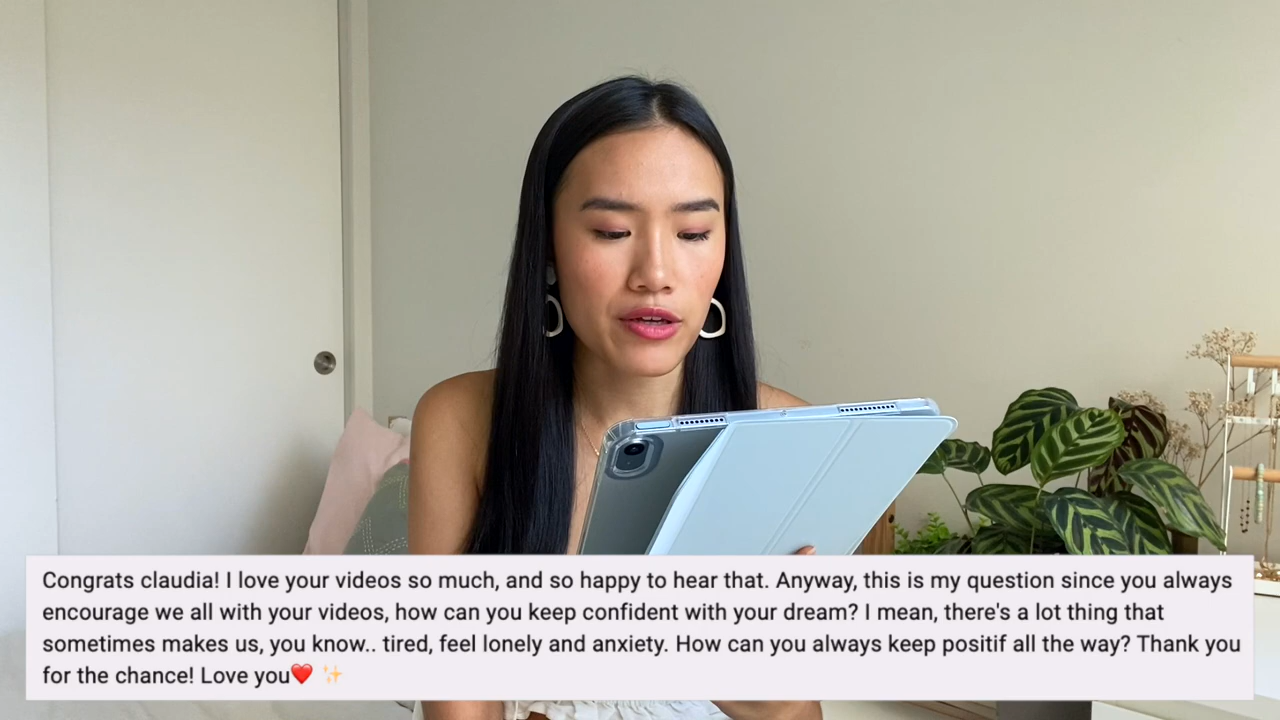 Congrats claudia! I love your videos so much, and so happy to hear that. Anyway, this is my question since you always
encourage we all with your videos, how can you keep confident with your dream? I mean, there's a lot thing that
sometimes makes us, you know.. tired, feel lonely and anxiety. How can you always keep positif all the way? Thank you
for the chance! Love you❤️ ✨